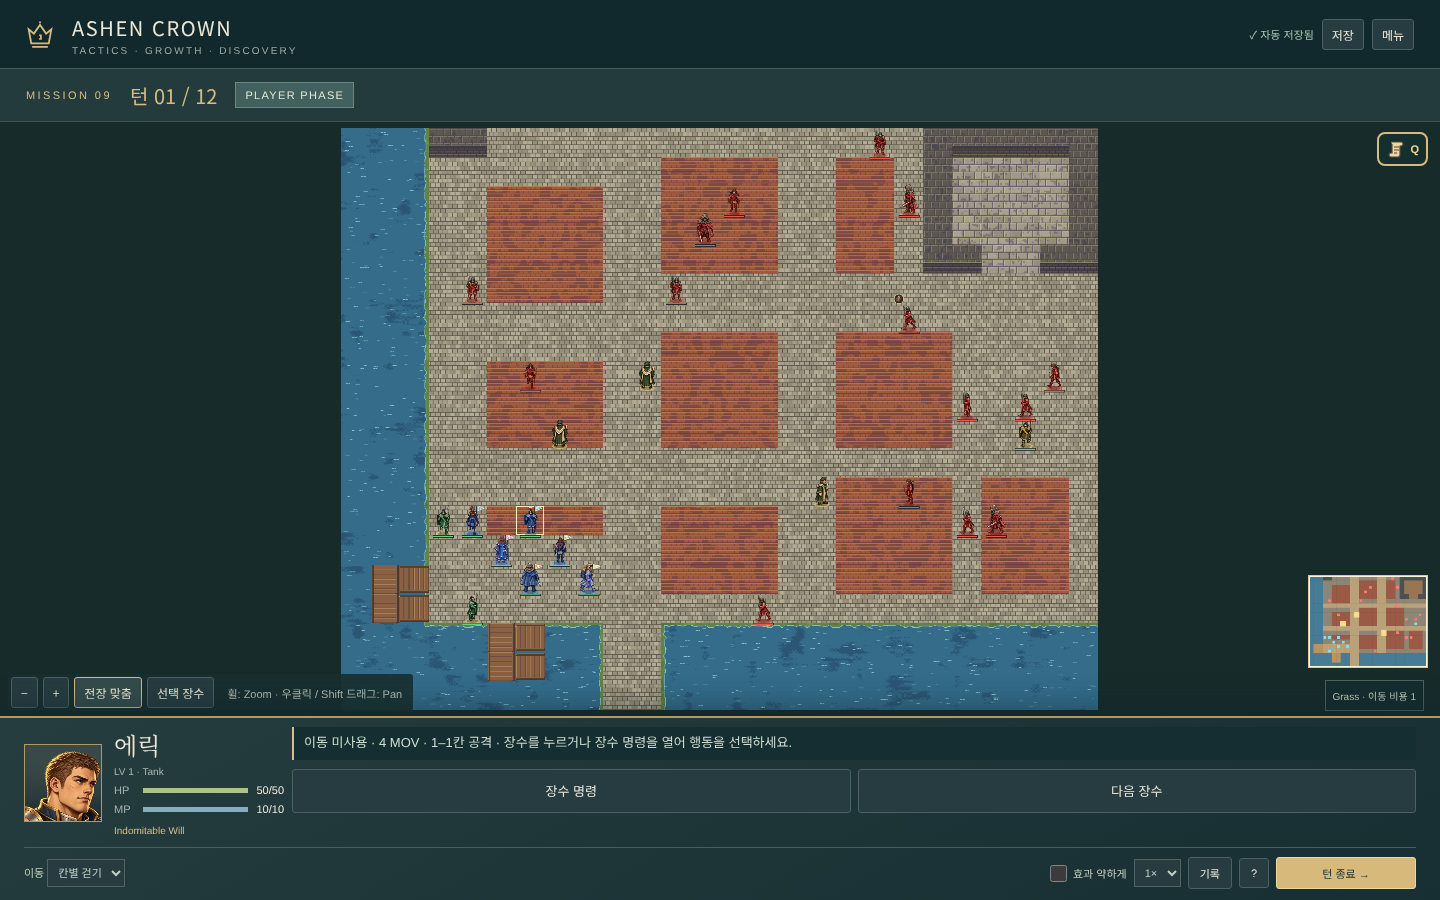 ASHEN CROWN
TACTICS · GROWTH · DISCOVERY
✓ 자동 저장됨
저장
메뉴
MISSION 09
턴 01 / 12
PLAYER PHASE
Q
−
+
전장 맞춤
선택 장수
휠: Zoom · 우클릭 / Shift 드래그: Pan
Grass · 이동 비용 1
에릭
LV 1 · Tank
HP 50/50
MP 10/10
Indomitable Will
이동 미사용 · 4 MOV · 1–1칸 공격 · 장수를 누르거나 장수 명령을 열어 행동을 선택하세요.
장수 명령
다음 장수
이동 칸별 걷기
효과 약하게
1×
기록
?
턴 종료 →